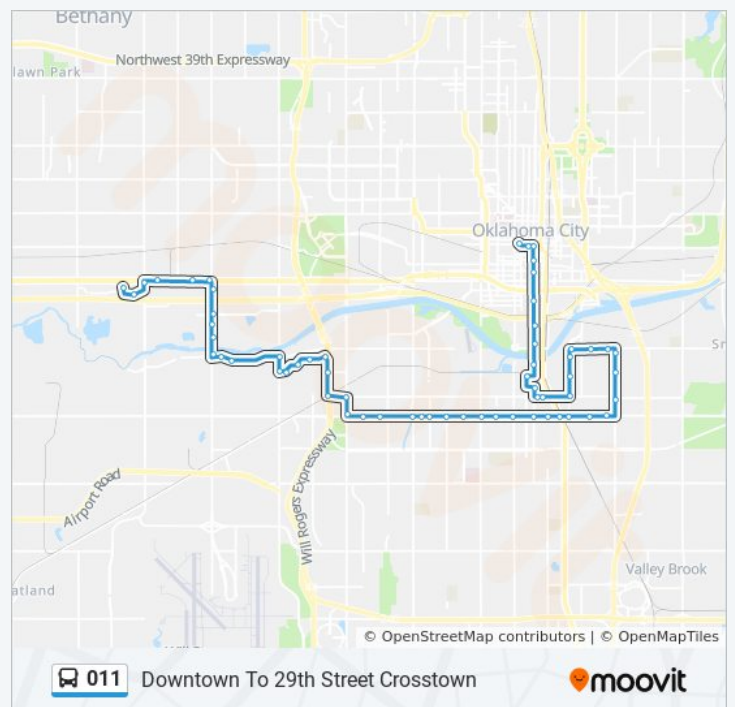 Bethany
Northwest 39th Expressway
lawn Park
Oklahoma City
Sr
Will Rogers Expressway
Airport Road
Valley Brook
atland
© OpenStreetMap contributors | © OpenMapTiles
011 Downtown To 29th Street Crosstown
moovit